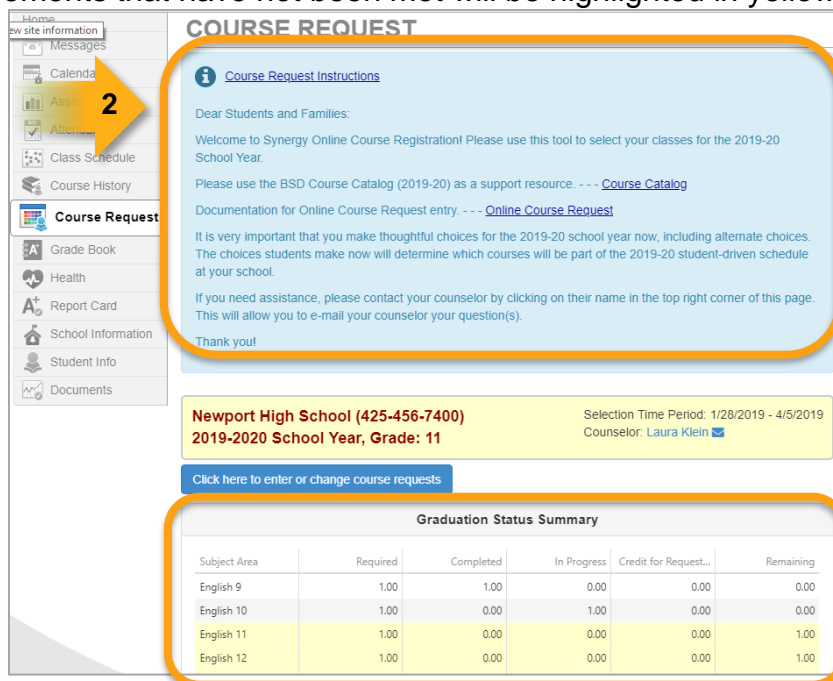 ements that have not been met will be highlighted in yellow
Home
ew site information
Messages
Calenda
Asse
2
Attendan
Class Schedule
Course History
Course Request
Grade Book
Health
Report Card
School Information
Student Info
Documents
COURSE REQUEST
Course Request Instructions
Dear Students and Families:
Welcome to Synergy Online Course Registration! Please use this tool to select your classes for the 2019-20
School Year.
Please use the BSD Course Catalog (2019-20) as a support resource. - - - Course Catalog
Documentation for Online Course Request entry. - - - Online Course Request
It is very important that you make thoughtful choices for the 2019-20 school year now, including alternate choices.
The choices students make now will determine which courses will be part of the 2019-20 student-driven schedule
at your school.
If you need assistance, please contact your counselor by clicking on their name in the top right corner of this page.
This will allow you to e-mail your counselor your question(s).
Thank you!
Newport High School (425-456-7400)
2019-2020 School Year, Grade: 11
Selection Time Period: 1/28/2019 - 4/5/2019
Counselor: Laura Klein
Click here to enter or change course requests
Graduation Status Summary
Subject Area Required Completed In Progress Credit for Request... Remaining
English 9 1.00 1.00 0.00 0.00 0.00
English 10 1.00 0.00 1.00 0.00 0.00
English 11 1.00 0.00 0.00 0.00 1.00
English 12 1.00 0.00 0.00 0.00 1.00